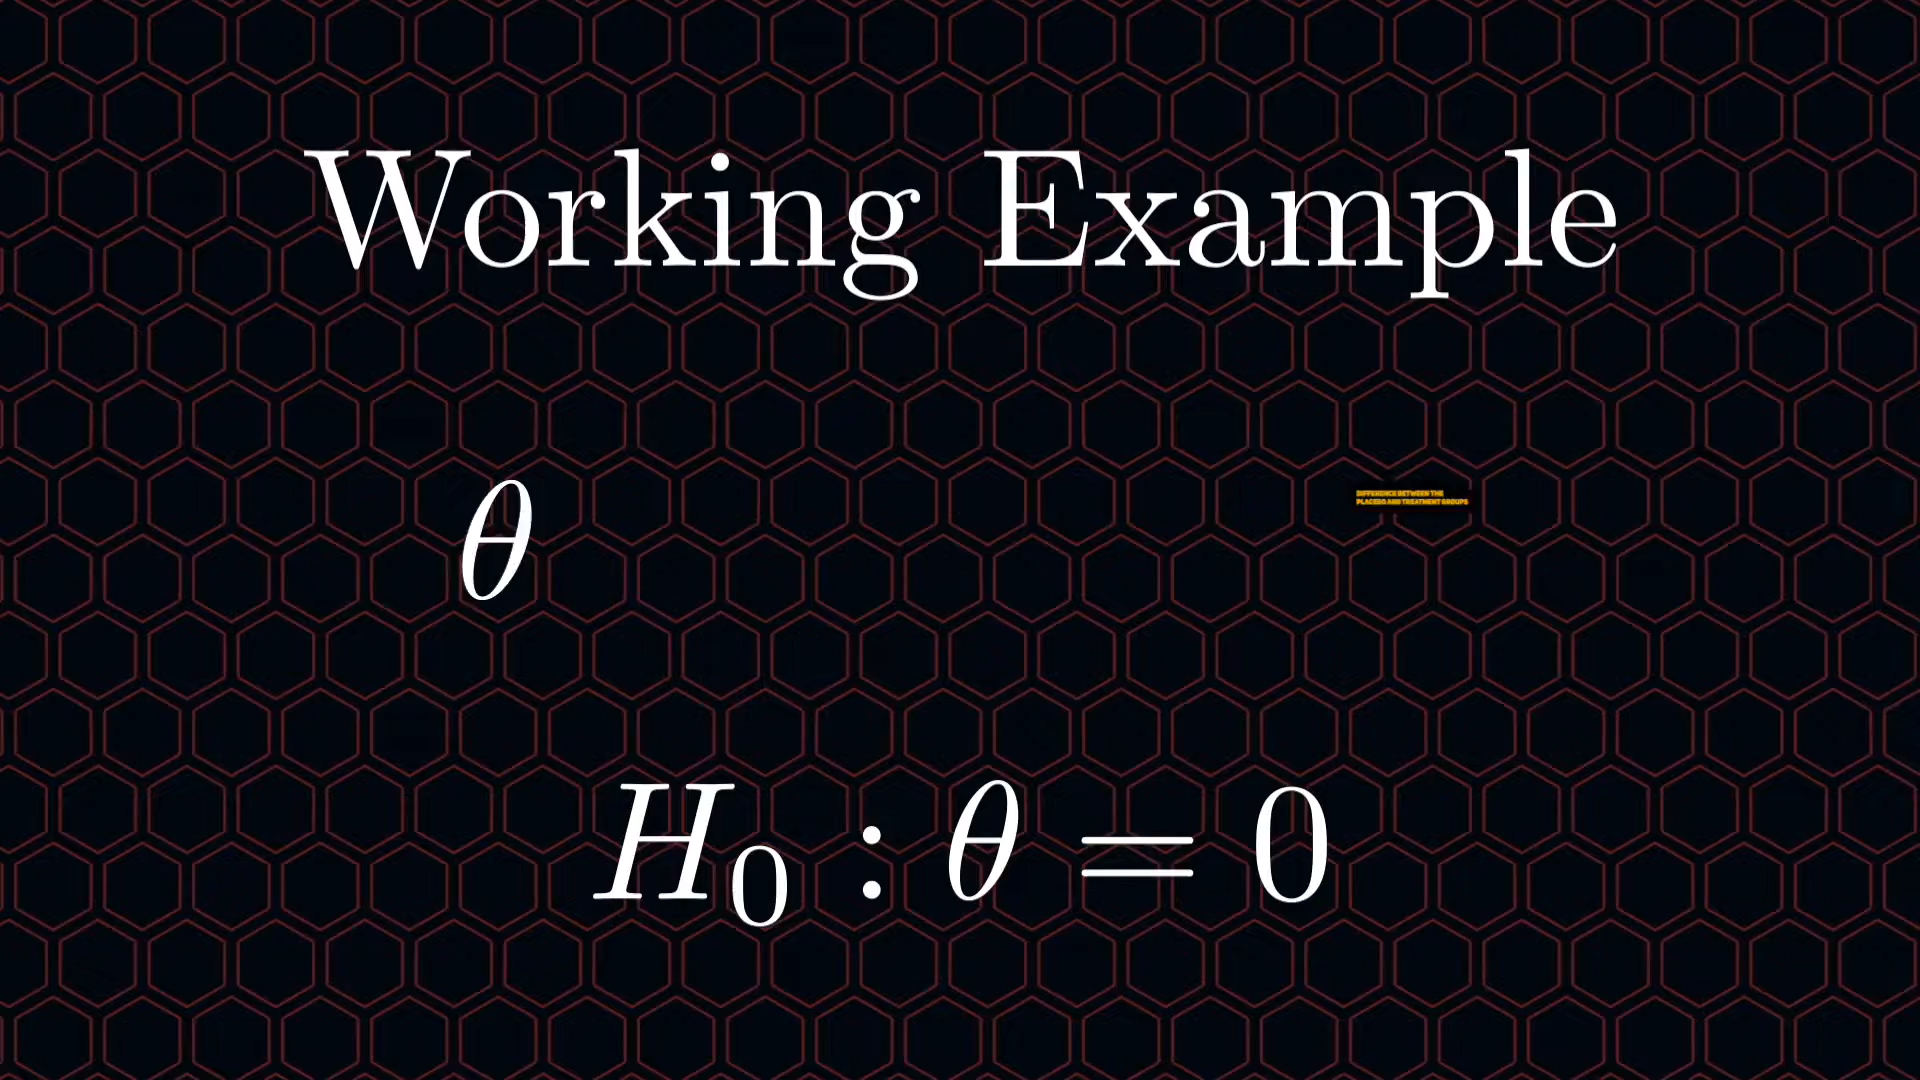 Working Example
θ
DIFFERENCE BETWEEN THE
PLACEBO AND TREATMENT GROUPS
H₀ : θ = 0